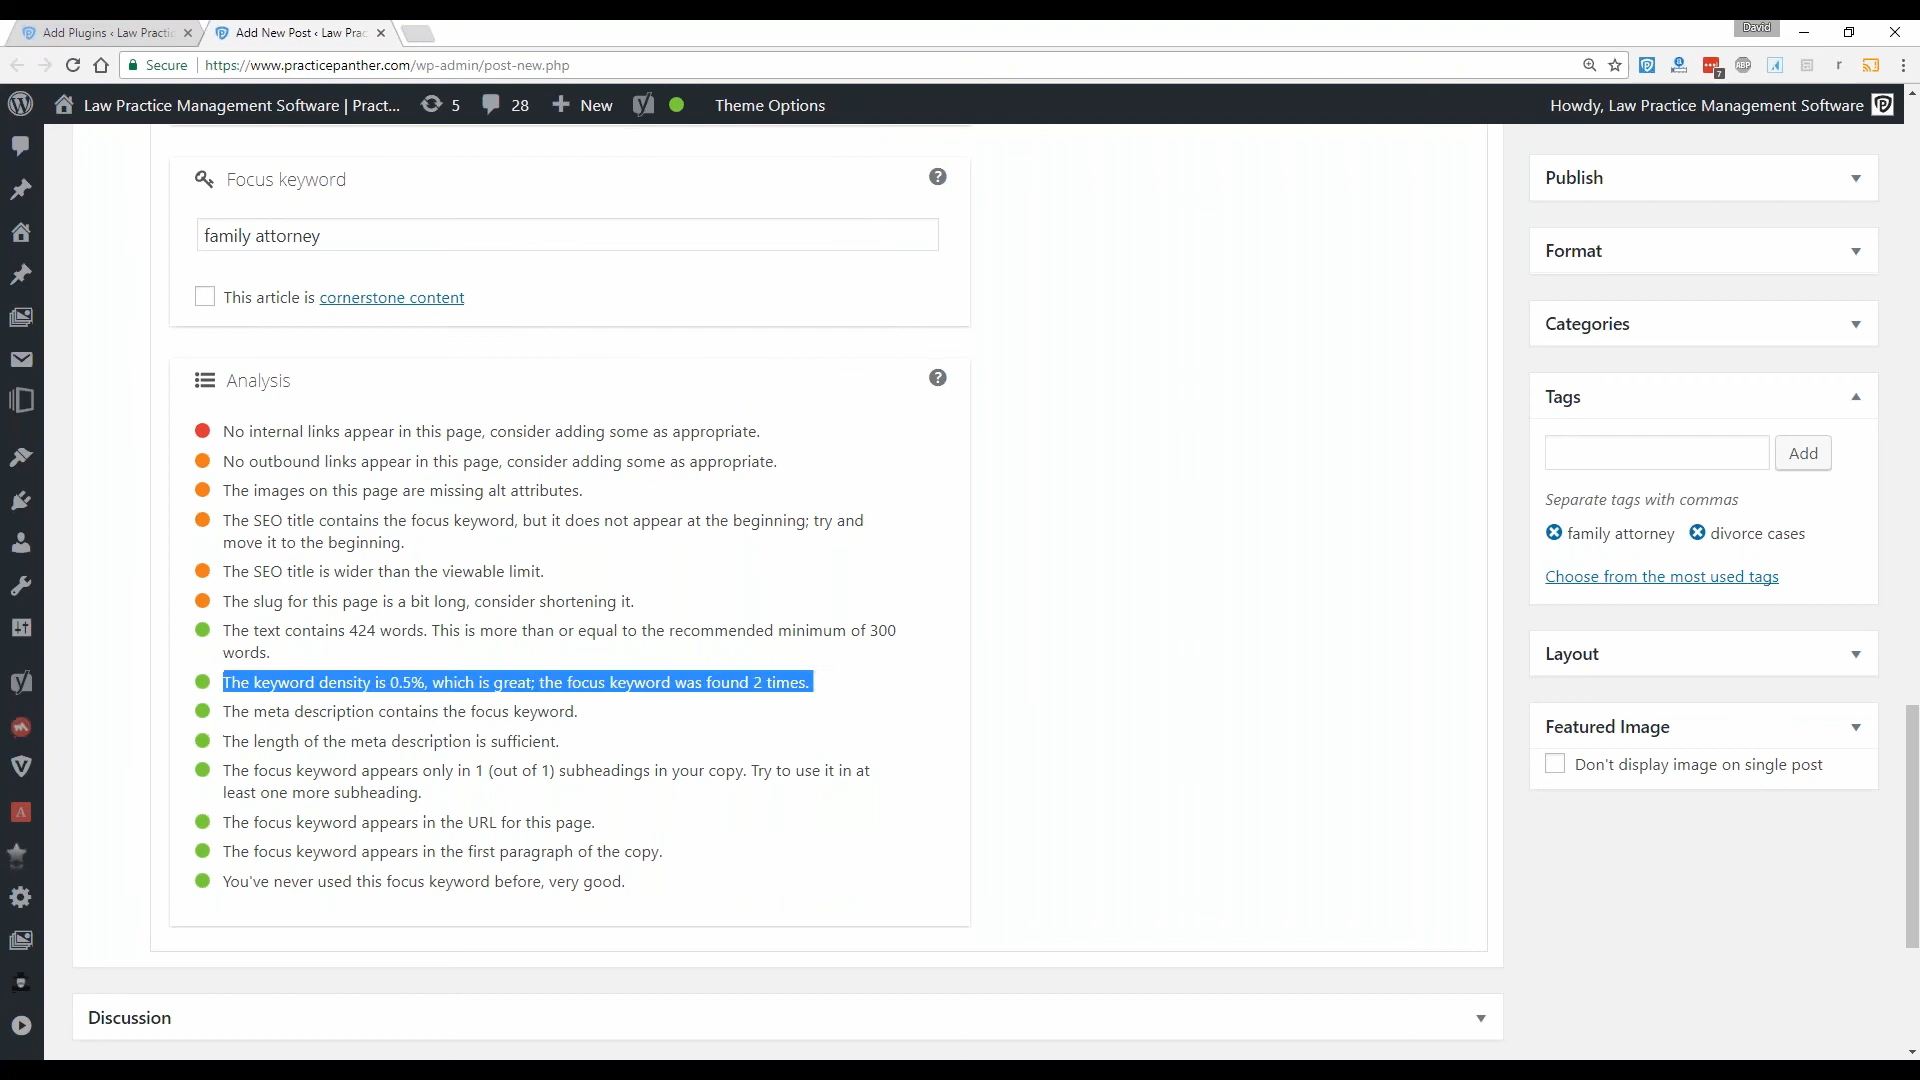 David
Add Plugins ‹ Law Practic
Add New Post ‹ Law Prac
Secure
https://www.practicepanther.com/wp-admin/post-new.php
7
ABP
r
Law Practice Management Software | Pract...
5
28
New
Theme Options
Howdy, Law Practice Management Software
Focus keyword
family attorney
This article is cornerstone content
Analysis
No internal links appear in this page, consider adding some as appropriate.
No outbound links appear in this page, consider adding some as appropriate.
The images on this page are missing alt attributes.
The SEO title contains the focus keyword, but it does not appear at the beginning; try and
move it to the beginning.
The SEO title is wider than the viewable limit.
The slug for this page is a bit long, consider shortening it.
The text contains 424 words. This is more than or equal to the recommended minimum of 300
words.
The keyword density is 0.5%, which is great; the focus keyword was found 2 times.
The meta description contains the focus keyword.
The length of the meta description is sufficient.
The focus keyword appears only in 1 (out of 1) subheadings in your copy. Try to use it in at
least one more subheading.
The focus keyword appears in the URL for this page.
The focus keyword appears in the first paragraph of the copy.
You've never used this focus keyword before, very good.
Discussion
Publish
Format
Categories
Tags
Add
Separate tags with commas
family attorney
divorce cases
Choose from the most used tags
Layout
Featured Image
Don't display image on single post